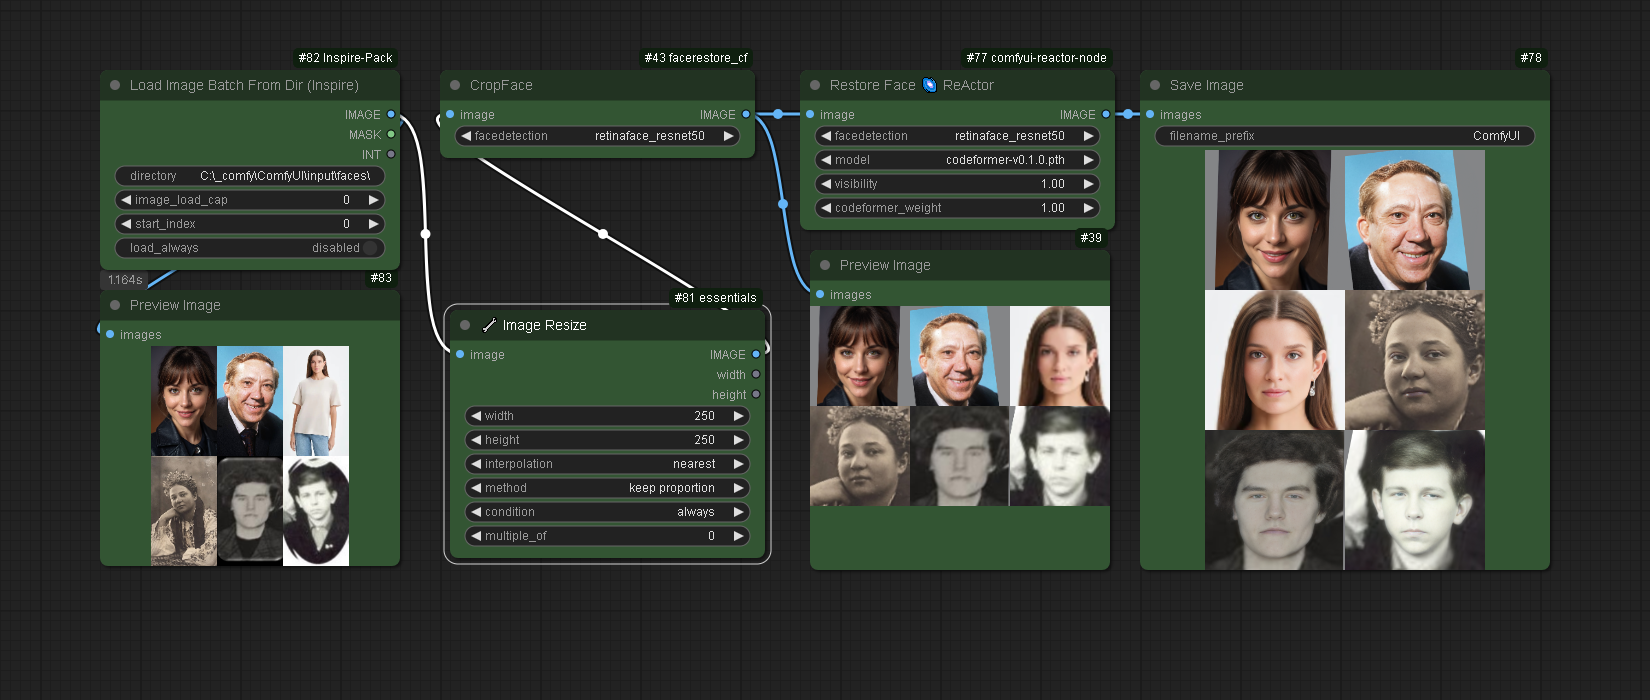 #82 Inspire-Pack
Load Image Batch From Dir (Inspire)
IMAGE
MASK
INT
directory C:\_comfy\ComfyUI\input\faces\
image_load_cap 0
start_index 0
load_always disabled
1.164s
#83
Preview Image
images
#43 facerestore_cf
CropFace
image IMAGE
facedetection retinaface_resnet50
#81 essentials
Image Resize
image IMAGE
width
height
width 250
height 250
interpolation nearest
method keep proportion
condition always
multiple_of 0
#77 comfyui-reactor-node
Restore Face ReActor
image IMAGE
facedetection retinaface_resnet50
model codeformer-v0.1.0.pth
visibility 1.00
codeformer_weight 1.00
#39
Preview Image
images
#78
Save Image
images
filename_prefix ComfyUI